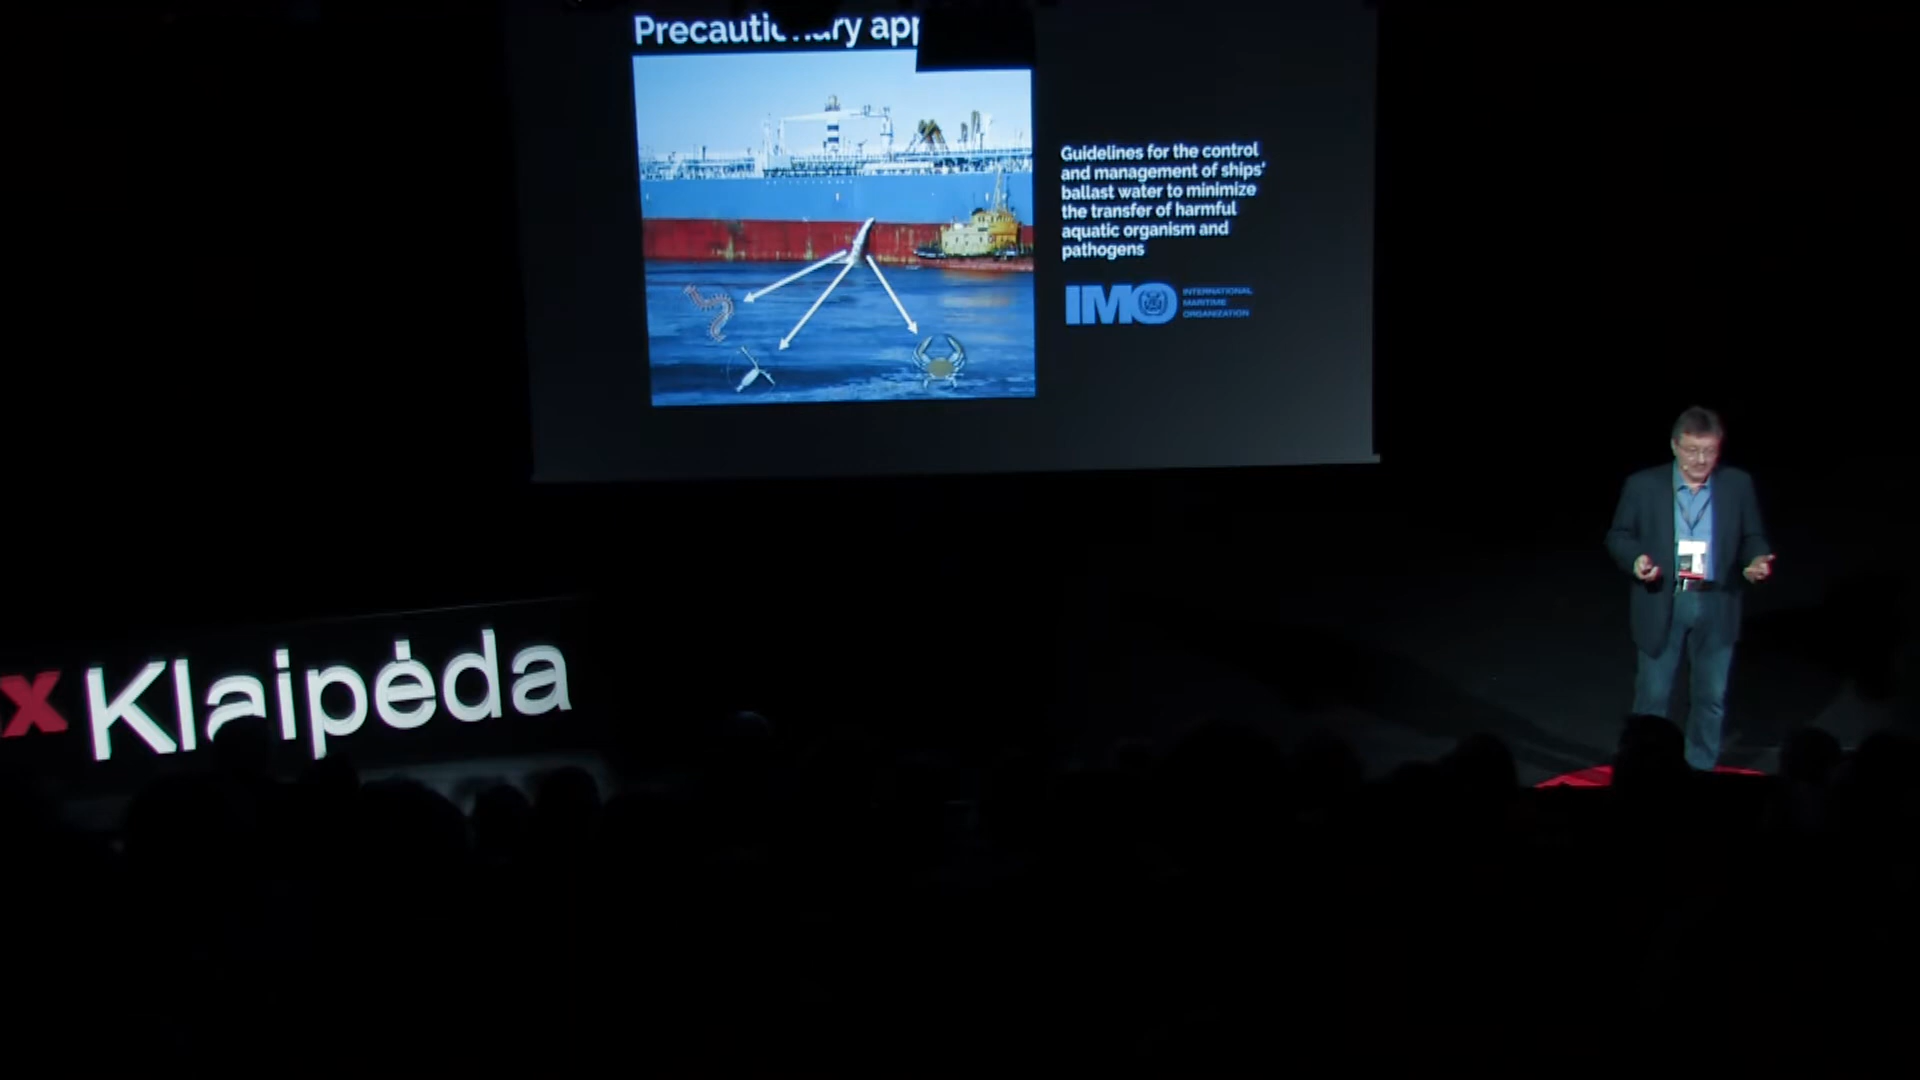 Guidelines for the control
and management of ships'
ballast water to minimize
the transfer of harmful
aquatic organism and
pathogens
IMO
INTERNATIONAL
MARITIME
ORGANIZATION
x Klaipėda